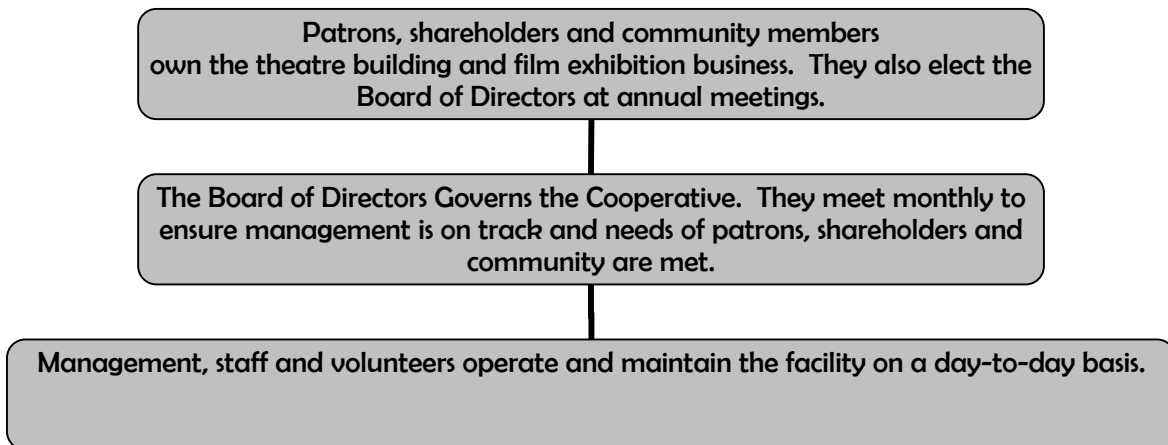 Patrons, shareholders and community members
own the theatre building and film exhibition business.  They also elect the
Board of Directors at annual meetings.
The Board of Directors Governs the Cooperative.  They meet monthly to
ensure management is on track and needs of patrons, shareholders and
community are met.
Management, staff and volunteers operate and maintain the facility on a day-to-day basis.